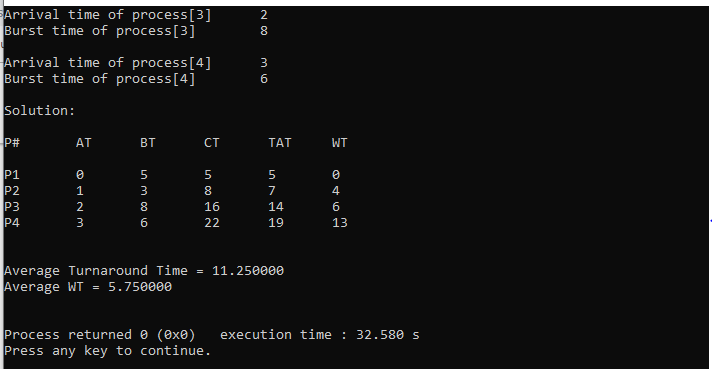 Arrival time of process[3] 2
Burst time of process[3] 8
Arrival time of process[4] 3
Burst time of process[4] 6
Solution:
P# AT BT CT TAT WT
P1 0 5 5 5 0
P2 1 3 8 7 4
P3 2 8 16 14 6
P4 3 6 22 19 13
Average Turnaround Time = 11.250000
Average WT = 5.750000
Process returned 0 (0x0) execution time : 32.580 s
Press any key to continue.